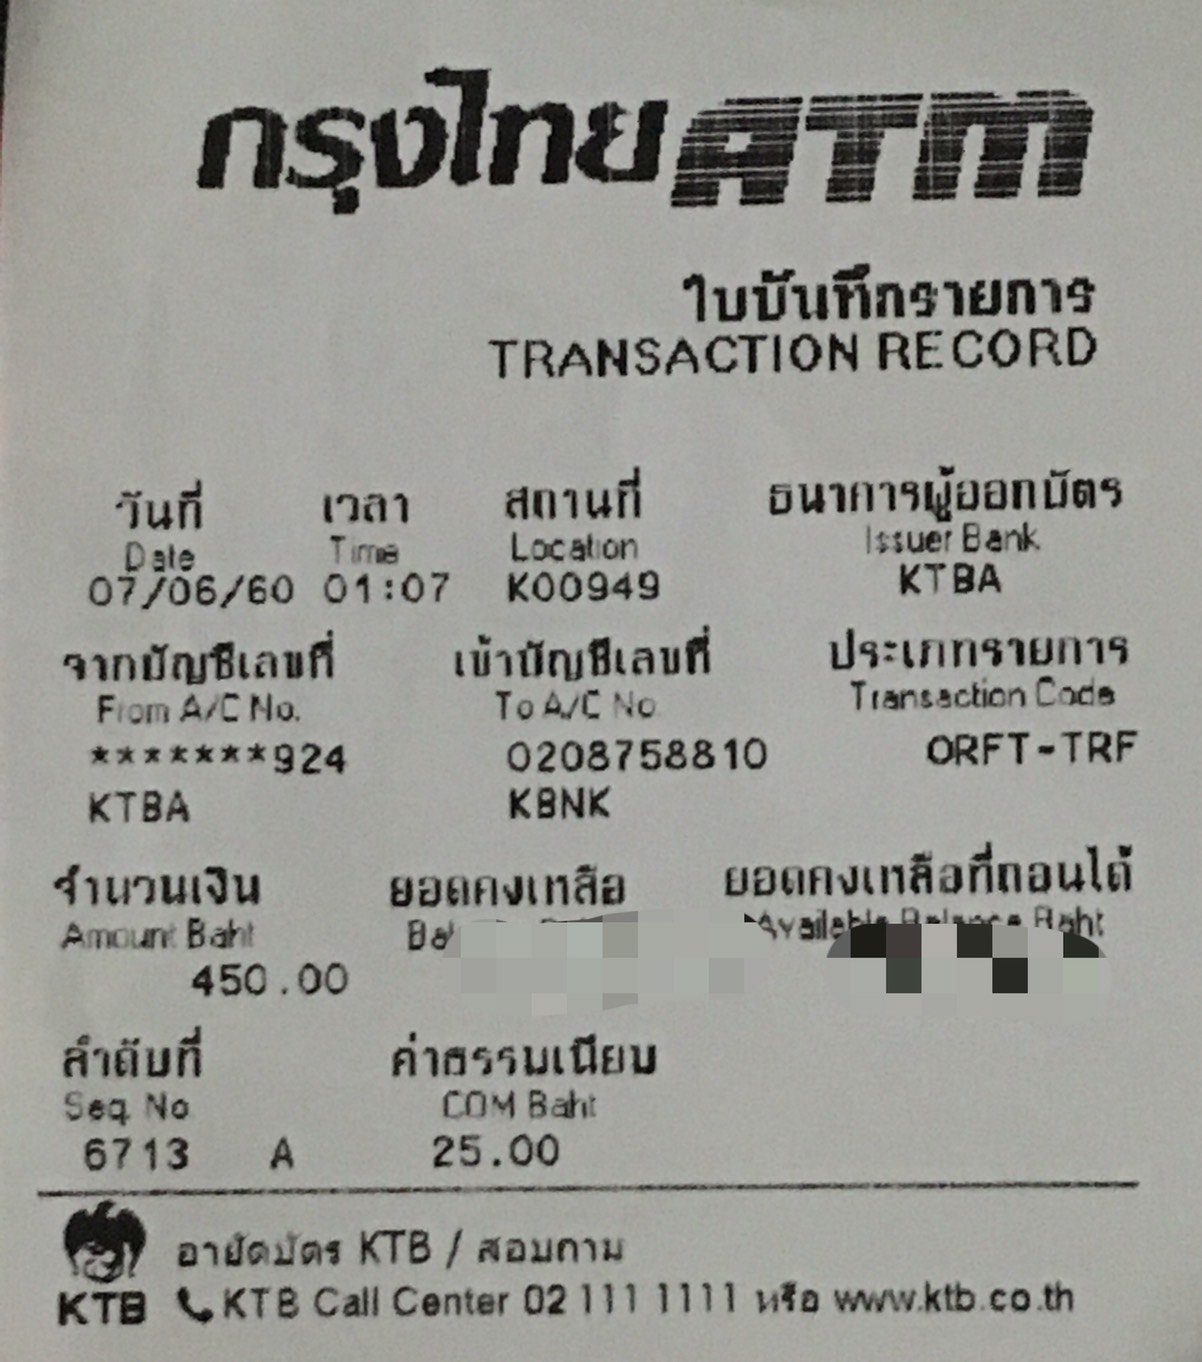 กรุงไทย ATM
ใบบันทึกรายการ
TRANSACTION RECORD
วันที่ เวลา สถานที่ ธนาคารผู้ออกบัตร
Date Time Location Issuer Bank
07/06/60 01:07 K00949 KTBA
จากบัญชีเลขที่ เข้าบัญชีเลขที่ ประเภทรายการ
From A/C No. To A/C No Transaction Code
*******924 0208758810 ORFT-TRF
KTBA KBNK
จำนวนเงิน ยอดคงเหลือ ยอดคงเหลือที่ถอนได้
Amount Baht Available Balance Baht
450.00
ลำดับที่ ค่าธรรมเนียม
Seq No COM Baht
6713 A 25.00
อายัดบัตร KTB / สอบถาม
KTB KTB Call Center 02 111 1111 หรือ www.ktb.co.th